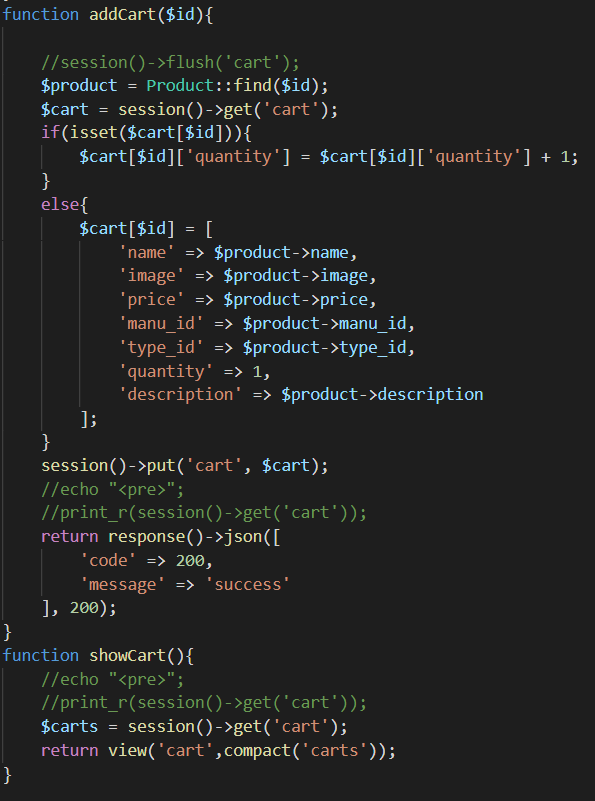 function addCart($id){
//session()->flush('cart');
$product = Product::find($id);
$cart = session()->get('cart');
if(isset($cart[$id])){
$cart[$id]['quantity'] = $cart[$id]['quantity'] + 1;
}
else{
$cart[$id] = [
'name' => $product->name,
'image' => $product->image,
'price' => $product->price,
'manu_id' => $product->manu_id,
'type_id' => $product->type_id,
'quantity' => 1,
'description' => $product->description
];
}
session()->put('cart', $cart);
//echo "<pre>";
//print_r(session()->get('cart'));
return response()->json([
'code' => 200,
'message' => 'success'
], 200);
}
function showCart(){
//echo "<pre>";
//print_r(session()->get('cart'));
$carts = session()->get('cart');
return view('cart',compact('carts'));
}